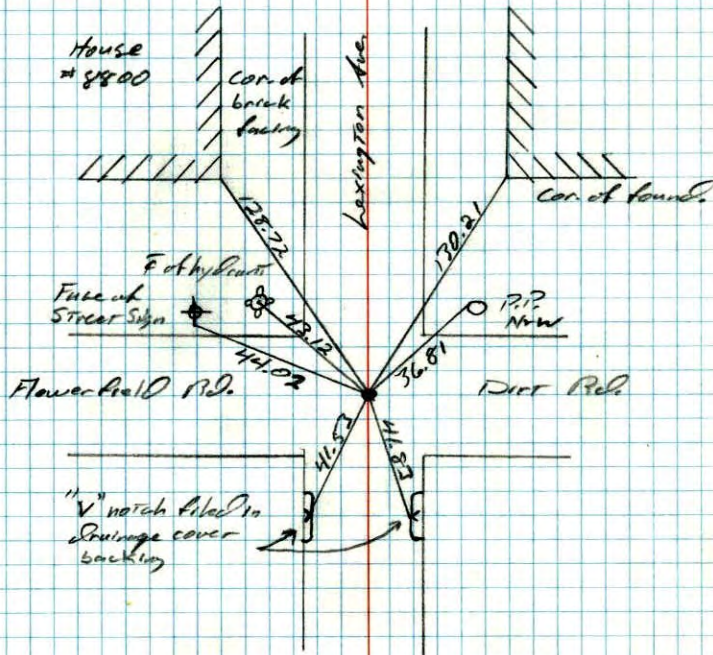 House
# 8800
Cor. of
brick
facing
Lexington Ave.
Cor. of found.
128.72
130.21
₵ of hydrant
Face of
Street Sign
43.12
44.02
36.81
P.P.
NWW
Flowerfield Rd.
Dirt Rd.
41.53
41.83
"V" notch filed in
drainage cover
backing